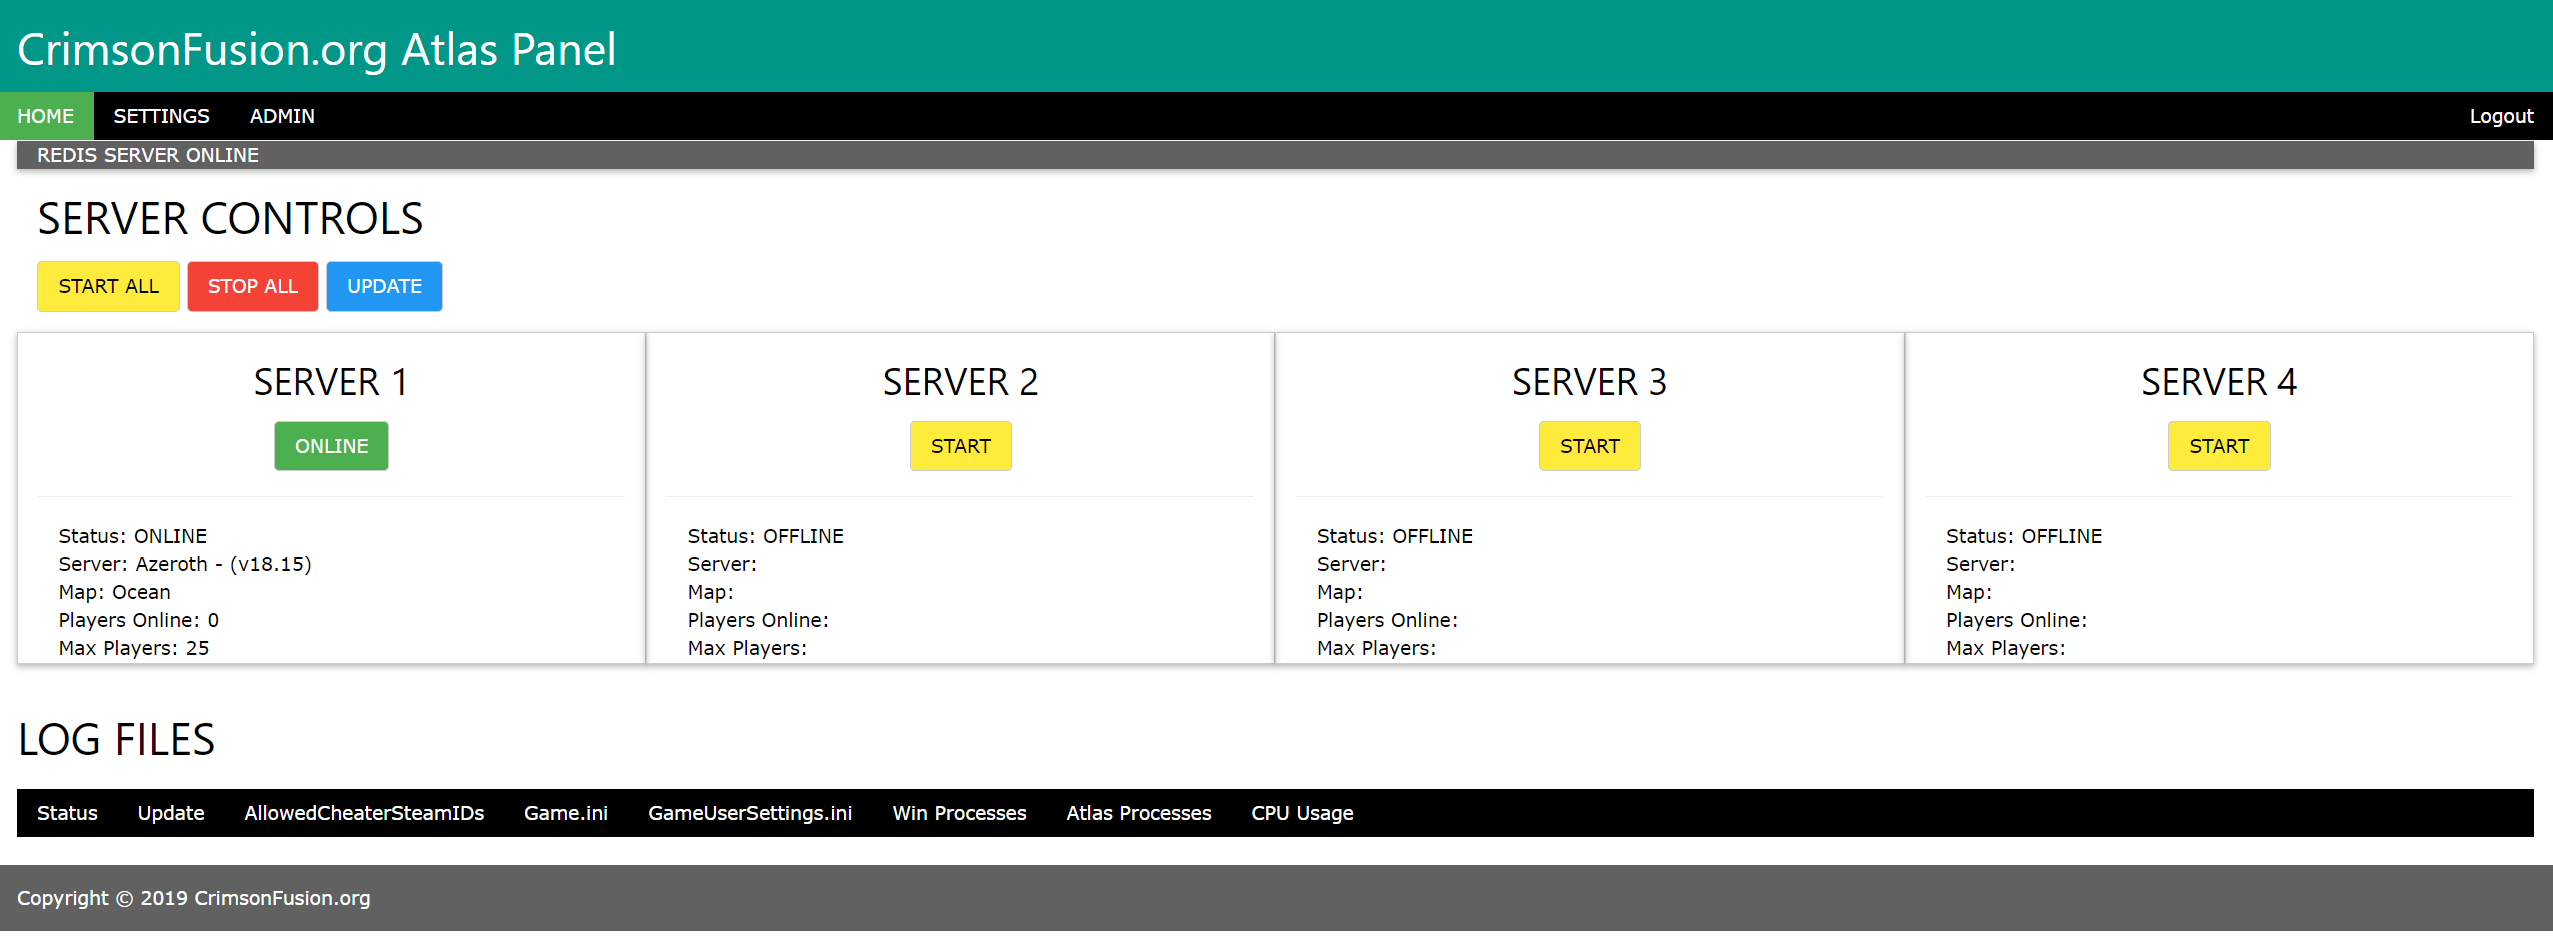 CrimsonFusion.org Atlas Panel
HOME SETTINGS ADMIN Logout
REDIS SERVER ONLINE
SERVER CONTROLS
START ALL STOP ALL UPDATE
SERVER 1
ONLINE
Status: ONLINE
Server: Azeroth - (v18.15)
Map: Ocean
Players Online: 0
Max Players: 25
SERVER 2
START
Status: OFFLINE
Server:
Map:
Players Online:
Max Players:
SERVER 3
START
Status: OFFLINE
Server:
Map:
Players Online:
Max Players:
SERVER 4
START
Status: OFFLINE
Server:
Map:
Players Online:
Max Players:
LOG FILES
Status Update AllowedCheaterSteamIDs Game.ini GameUserSettings.ini Win Processes Atlas Processes CPU Usage
Copyright © 2019 CrimsonFusion.org